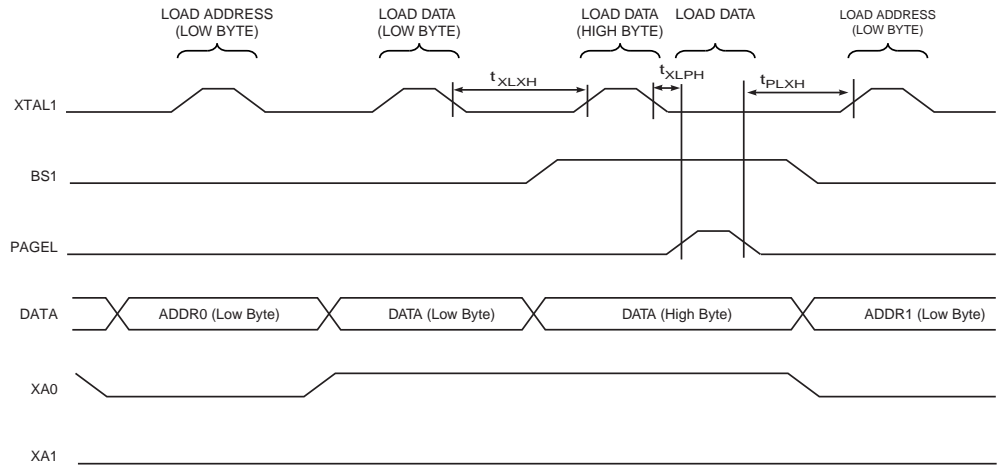 LOAD ADDRESS
(LOW BYTE)
LOAD DATA
(LOW BYTE)
LOAD DATA
(HIGH BYTE)
LOAD DATA
LOAD ADDRESS
(LOW BYTE)
tXLXH
tXLPH
tPLXH
XTAL1
BS1
PAGEL
DATA
ADDR0 (Low Byte)
DATA (Low Byte)
DATA (High Byte)
ADDR1 (Low Byte)
XA0
XA1